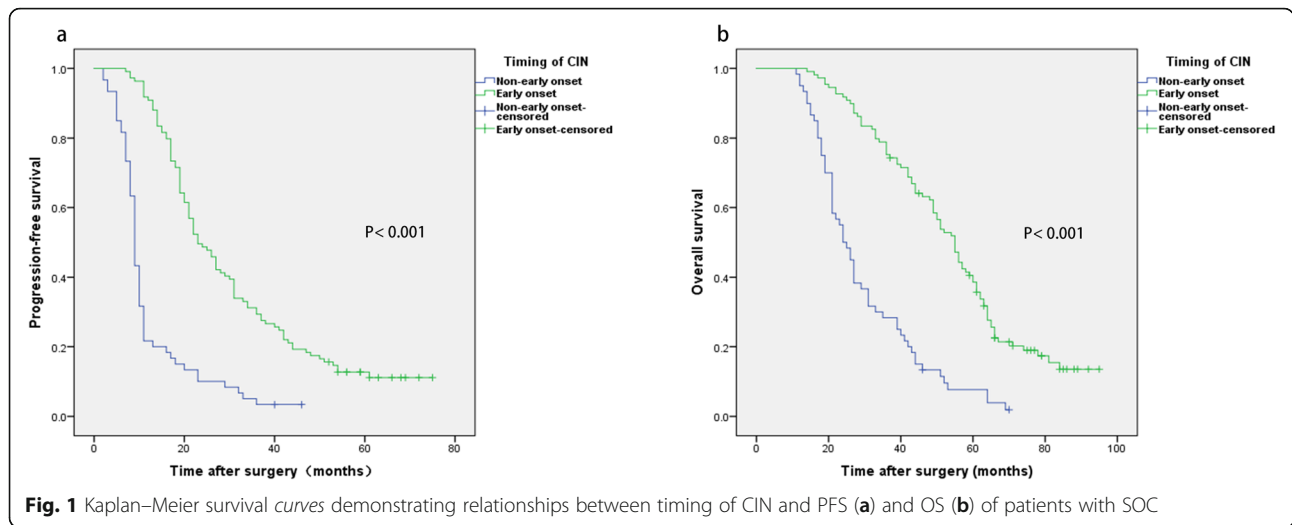 a
Timing of CIN
Non-early onset
Early onset
Non-early onset-
censored
Early onset-censored
Progression-free survival
1.0
0.8
0.6
0.4
0.2
0.0
P< 0.001
0
20
40
60
80
Time after surgery（months）
b
Timing of CIN
Non-early onset
Early onset
Non-early onset-
censored
Early onset-censored
Overall survival
1.0
0.8
0.6
0.4
0.2
0.0
P< 0.001
0
20
40
60
80
100
Time after surgery (months)
Fig. 1 Kaplan–Meier survival curves demonstrating relationships between timing of CIN and PFS (a) and OS (b) of patients with SOC